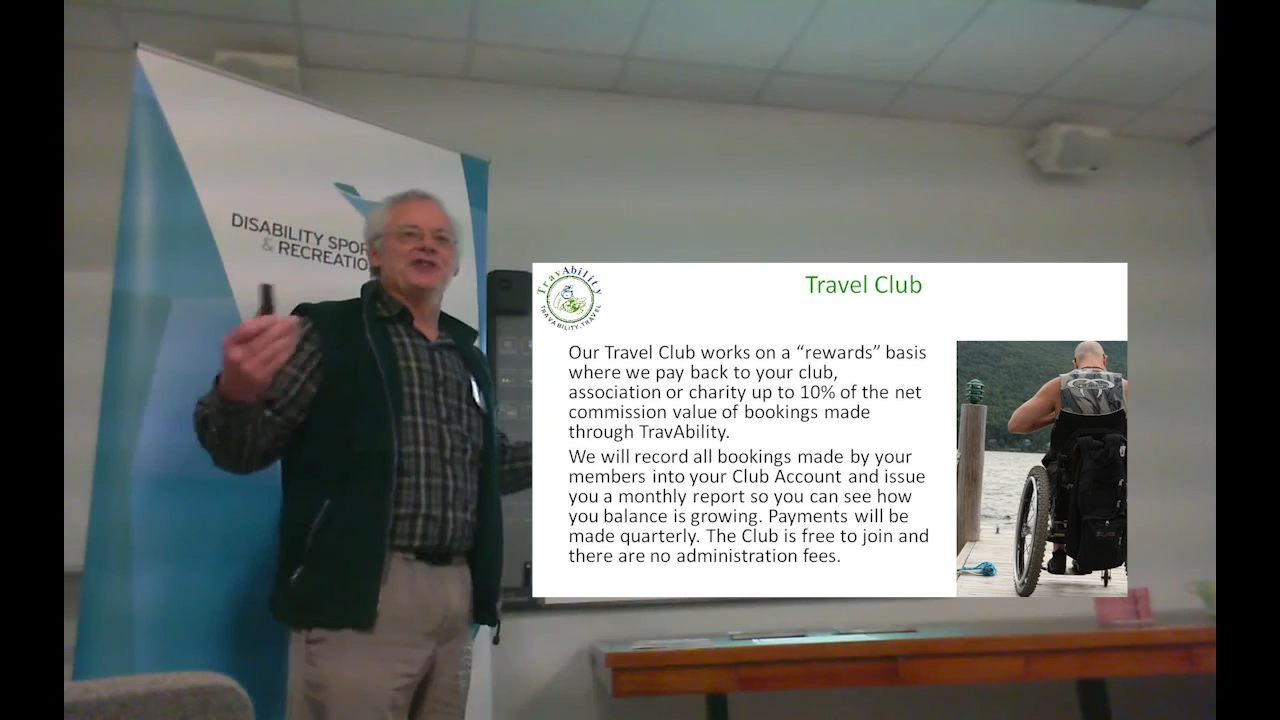 DISABILITY SPOR
& RECREATIO
TravAbility
TRAVABILITY.TRAVEL
Travel Club
Our Travel Club works on a “rewards” basis
where we pay back to your club,
association or charity up to 10% of the net
commission value of bookings made
through TravAbility.
We will record all bookings made by your
members into your Club Account and issue
you a monthly report so you can see how
you balance is growing. Payments will be
made quarterly. The Club is free to join and
there are no administration fees.